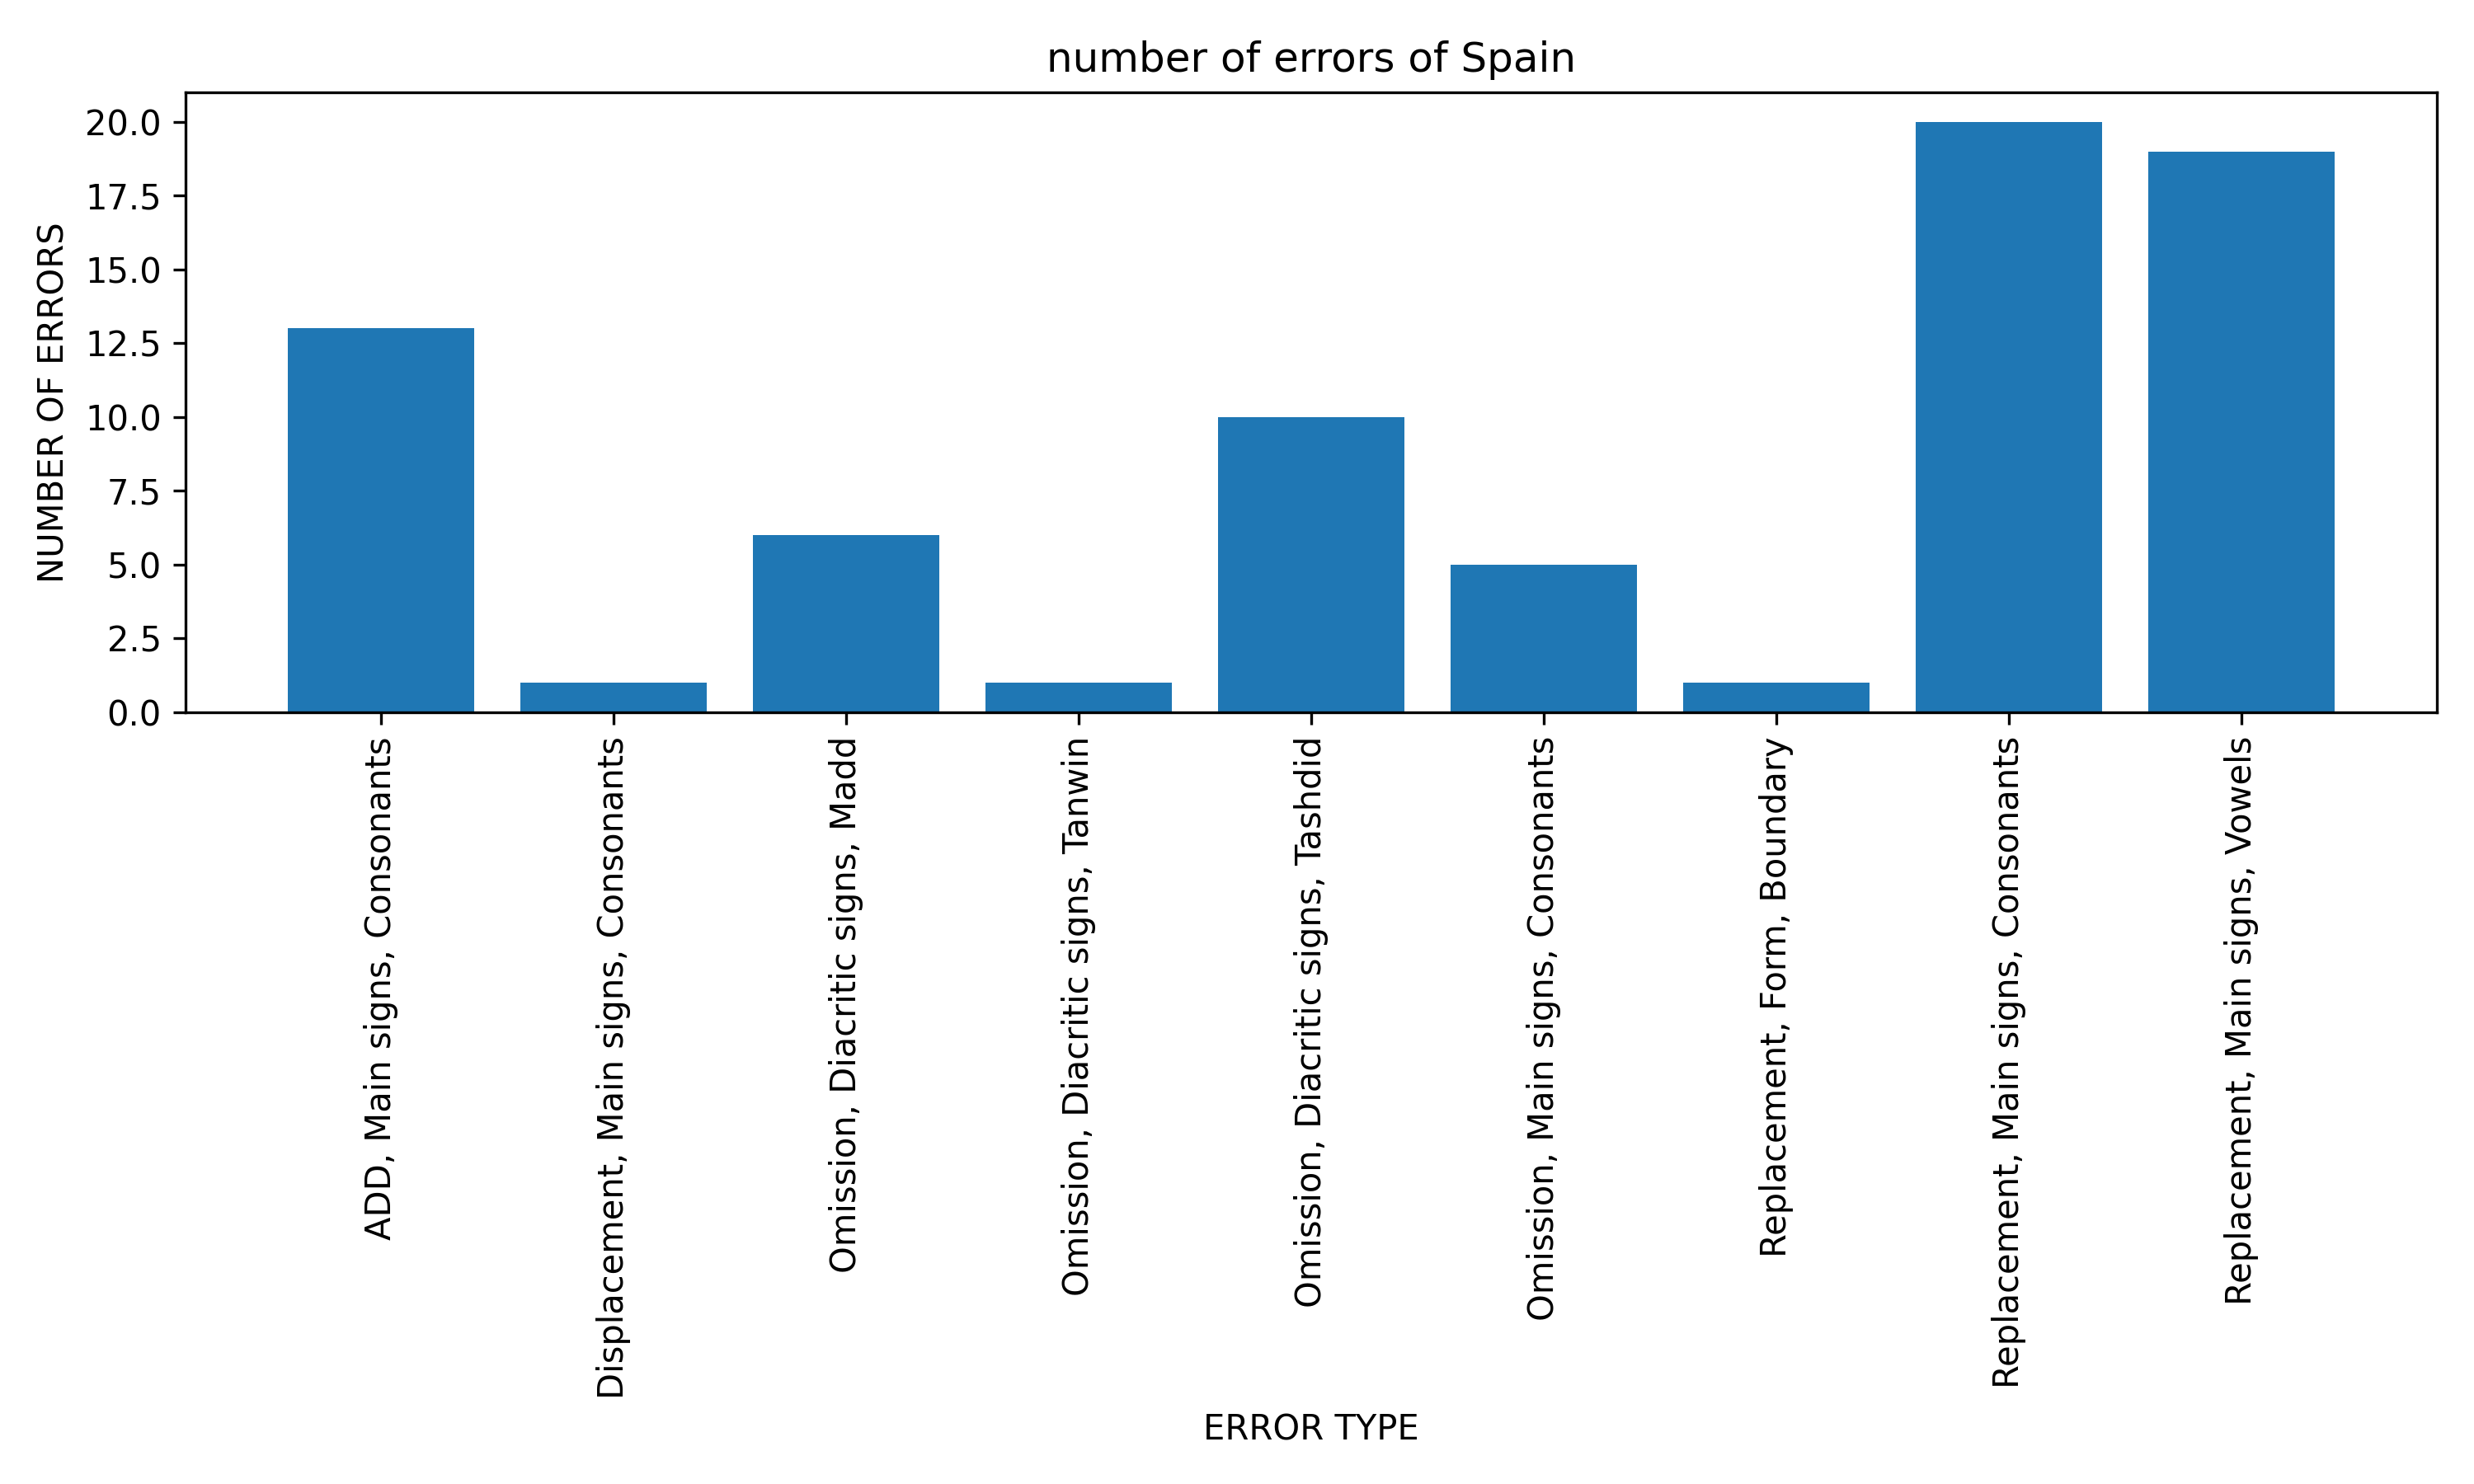 number of errors of Spain
NUMBER OF ERRORS
20.0
17.5
15.0
12.5
10.0
7.5
5.0
2.5
0.0
ADD, Main signs, Consonants
Displacement, Main signs, Consonants
Omission, Diacritic signs, Madd
Omission, Diacritic signs, Tanwin
Omission, Diacritic signs, Tashdid
Omission, Main signs, Consonants
Replacement, Form, Boundary
Replacement, Main signs, Consonants
Replacement, Main signs, Vowels
ERROR TYPE